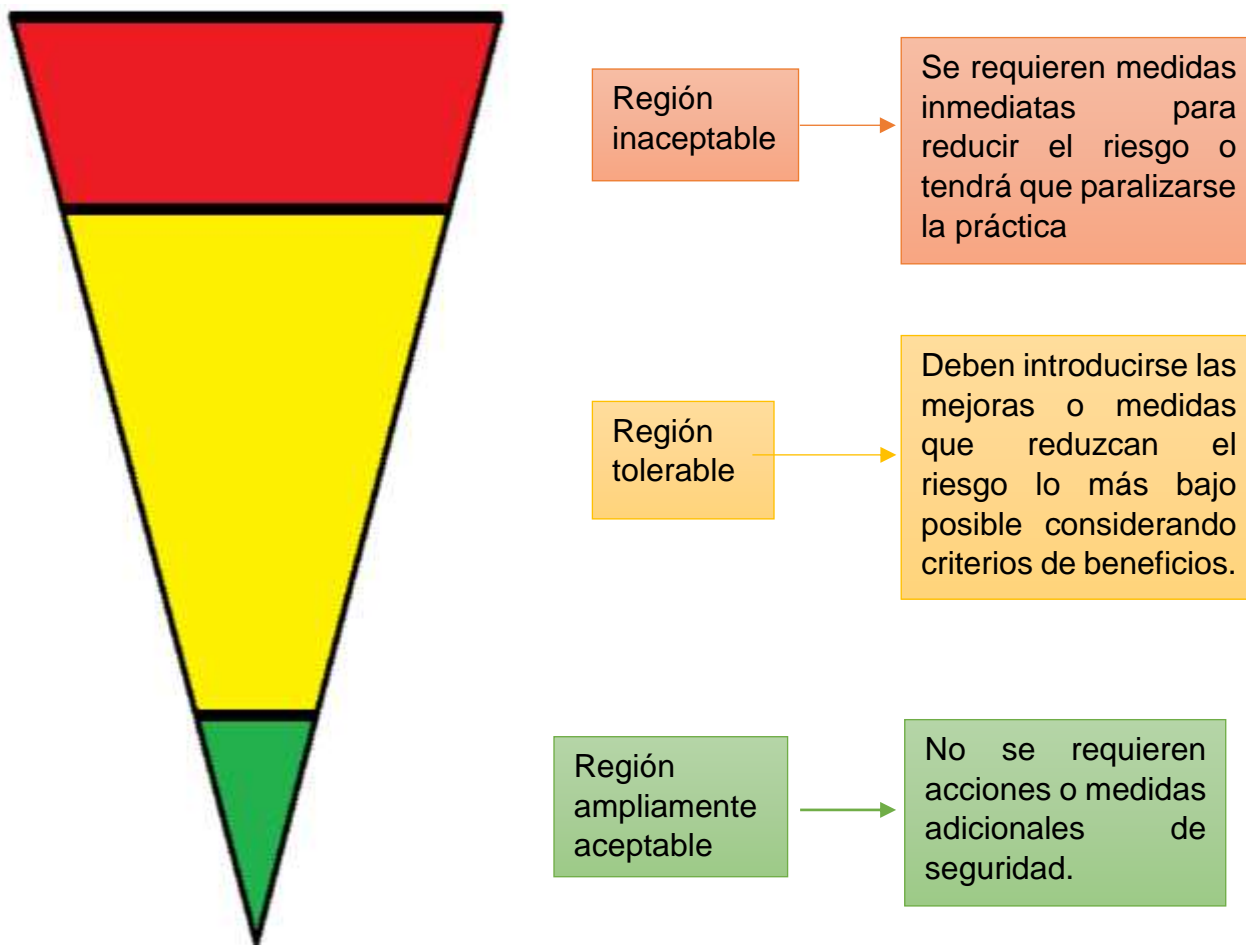 Región
inaceptable
Se requieren medidas
inmediatas para
reducir el riesgo o
tendrá que paralizarse
la práctica
Región
tolerable
Deben introducirse las
mejoras o medidas
que reduzcan el
riesgo lo más bajo
posible considerando
criterios de beneficios.
Región
ampliamente
aceptable
No se requieren
acciones o medidas
adicionales de
seguridad.